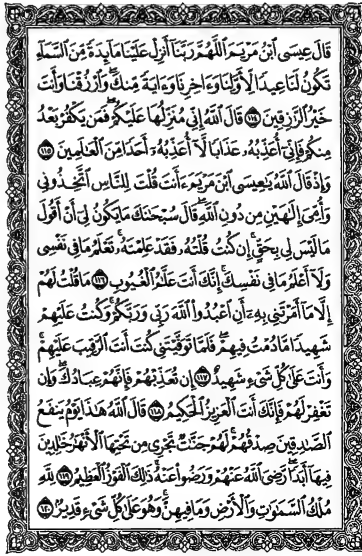 قَالَ عِيسَى ٱبْنُ مَرْيَمَ ٱللَّهُمَّ رَبَّنَآ أَنزِلْ عَلَيْنَا مَآئِدَةً مِّنَ ٱلسَّمَآءِ
تَكُونُ لَنَا عِيدًا لِّأَوَّلِنَا وَءَاخِرِنَا وَءَايَةً مِّنكَ ۖ وَٱرْزُقْنَا وَأَنتَ
خَيْرُ ٱلرَّٰزِقِينَ ١١٤ قَالَ ٱللَّهُ إِنِّى مُنَزِّلُهَا عَلَيْكُمْ ۖ فَمَن يَكْفُرْ بَعْدُ
مِنكُمْ فَإِنِّىٓ أُعَذِّبُهُۥ عَذَابًا لَّآ أُعَذِّبُهُۥٓ أَحَدًا مِّنَ ٱلْعَٰلَمِينَ ١١٥
وَإِذْ قَالَ ٱللَّهُ يَٰعِيسَى ٱبْنَ مَرْيَمَ ءَأَنتَ قُلْتَ لِلنَّاسِ ٱتَّخِذُونِى
وَأُمِّىَ إِلَٰهَيْنِ مِن دُونِ ٱللَّهِ ۖ قَالَ سُبْحَٰنَكَ مَا يَكُونُ لِىٓ أَنْ أَقُولَ
مَا لَيْسَ لِى بِحَقٍّ ۚ إِن كُنتُ قُلْتُهُۥ فَقَدْ عَلِمْتَهُۥ ۚ تَعْلَمُ مَا فِى نَفْسِى
وَلَآ أَعْلَمُ مَا فِى نَفْسِكَ ۚ إِنَّكَ أَنتَ عَلَّٰمُ ٱلْغُيُوبِ ١١٦ مَا قُلْتُ لَهُمْ
إِلَّا مَآ أَمَرْتَنِى بِهِۦٓ أَنِ ٱعْبُدُوا۟ ٱللَّهَ رَبِّى وَرَبَّكُمْ ۚ وَكُنتُ عَلَيْهِمْ
شَهِيدًا مَّا دُمْتُ فِيهِمْ ۖ فَلَمَّا تَوَفَّيْتَنِى كُنتَ أَنتَ ٱلرَّقِيبَ عَلَيْهِمْ ۚ
وَأَنتَ عَلَىٰ كُلِّ شَىْءٍ شَهِيدٌ ١١٧ إِن تُعَذِّبْهُمْ فَإِنَّهُمْ عِبَادُكَ ۖ وَإِن
تَغْفِرْ لَهُمْ فَإِنَّكَ أَنتَ ٱلْعَزِيزُ ٱلْحَكِيمُ ١١٨ قَالَ ٱللَّهُ هَٰذَا يَوْمُ يَنفَعُ
ٱلصَّٰدِقِينَ صِدْقُهُمْ ۚ لَهُمْ جَنَّٰتٌ تَجْرِى مِن تَحْتِهَا ٱلْأَنْهَٰرُ خَٰلِدِينَ
فِيهَآ أَبَدًا ۚ رَّضِىَ ٱللَّهُ عَنْهُمْ وَرَضُوا۟ عَنْهُ ۚ ذَٰلِكَ ٱلْفَوْزُ ٱلْعَظِيمُ ١١٩ لِلَّهِ
مُلْكُ ٱلسَّمَٰوَٰتِ وَٱلْأَرْضِ وَمَا فِيهِنَّ ۚ وَهُوَ عَلَىٰ كُلِّ شَىْءٍ قَدِيرٌۢ ١٢٠